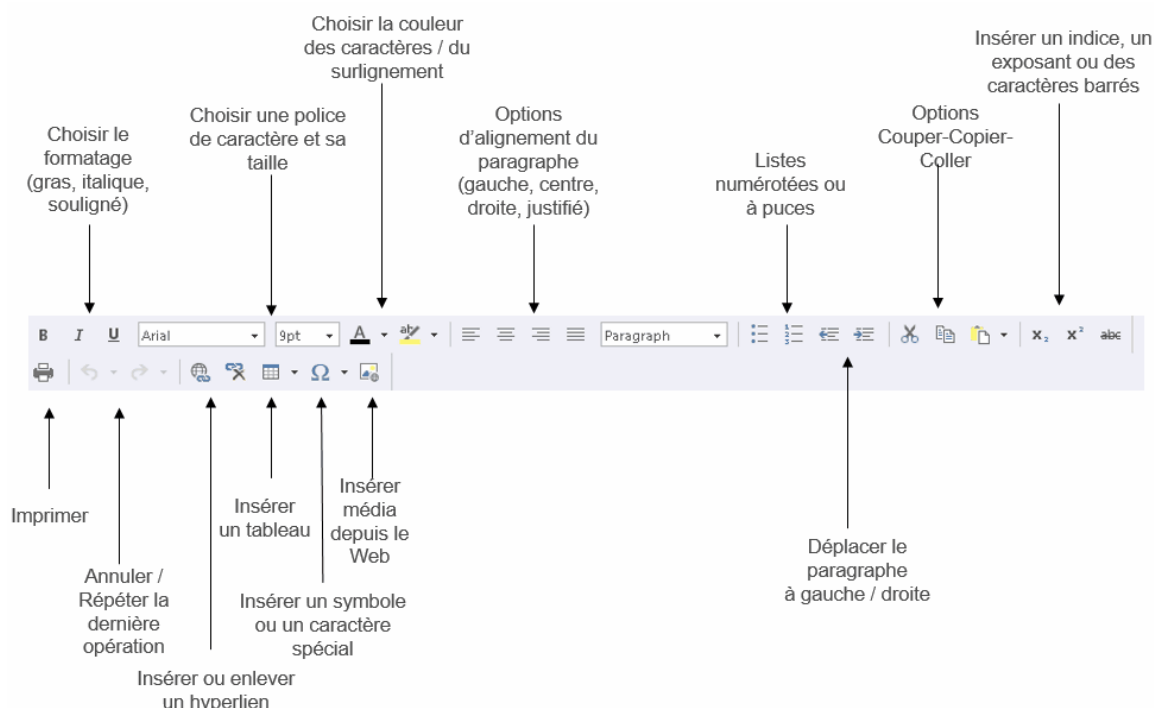 Choisir la couleur
des caractères / du
surlignement
Insérer un indice, un
exposant ou des
caractères barrés
Choisir une police
de caractère et sa
taille
Options
d'alignement du
paragraphe
(gauche, centre,
droite, justifié)
Options
Couper-Copier-
Coller
Choisir le
formatage
(gras, italique,
souligné)
Listes
numérotées ou
à puces
B I U Arial 9pt A ab Paragraph x₂ x² abc
Ω
Imprimer
Insérer
un tableau
Insérer
média
depuis le
Web
Déplacer le
paragraphe
à gauche / droite
Annuler /
Répéter la
dernière
opération
Insérer un symbole
ou un caractère
spécial
Insérer ou enlever
un hyperlien